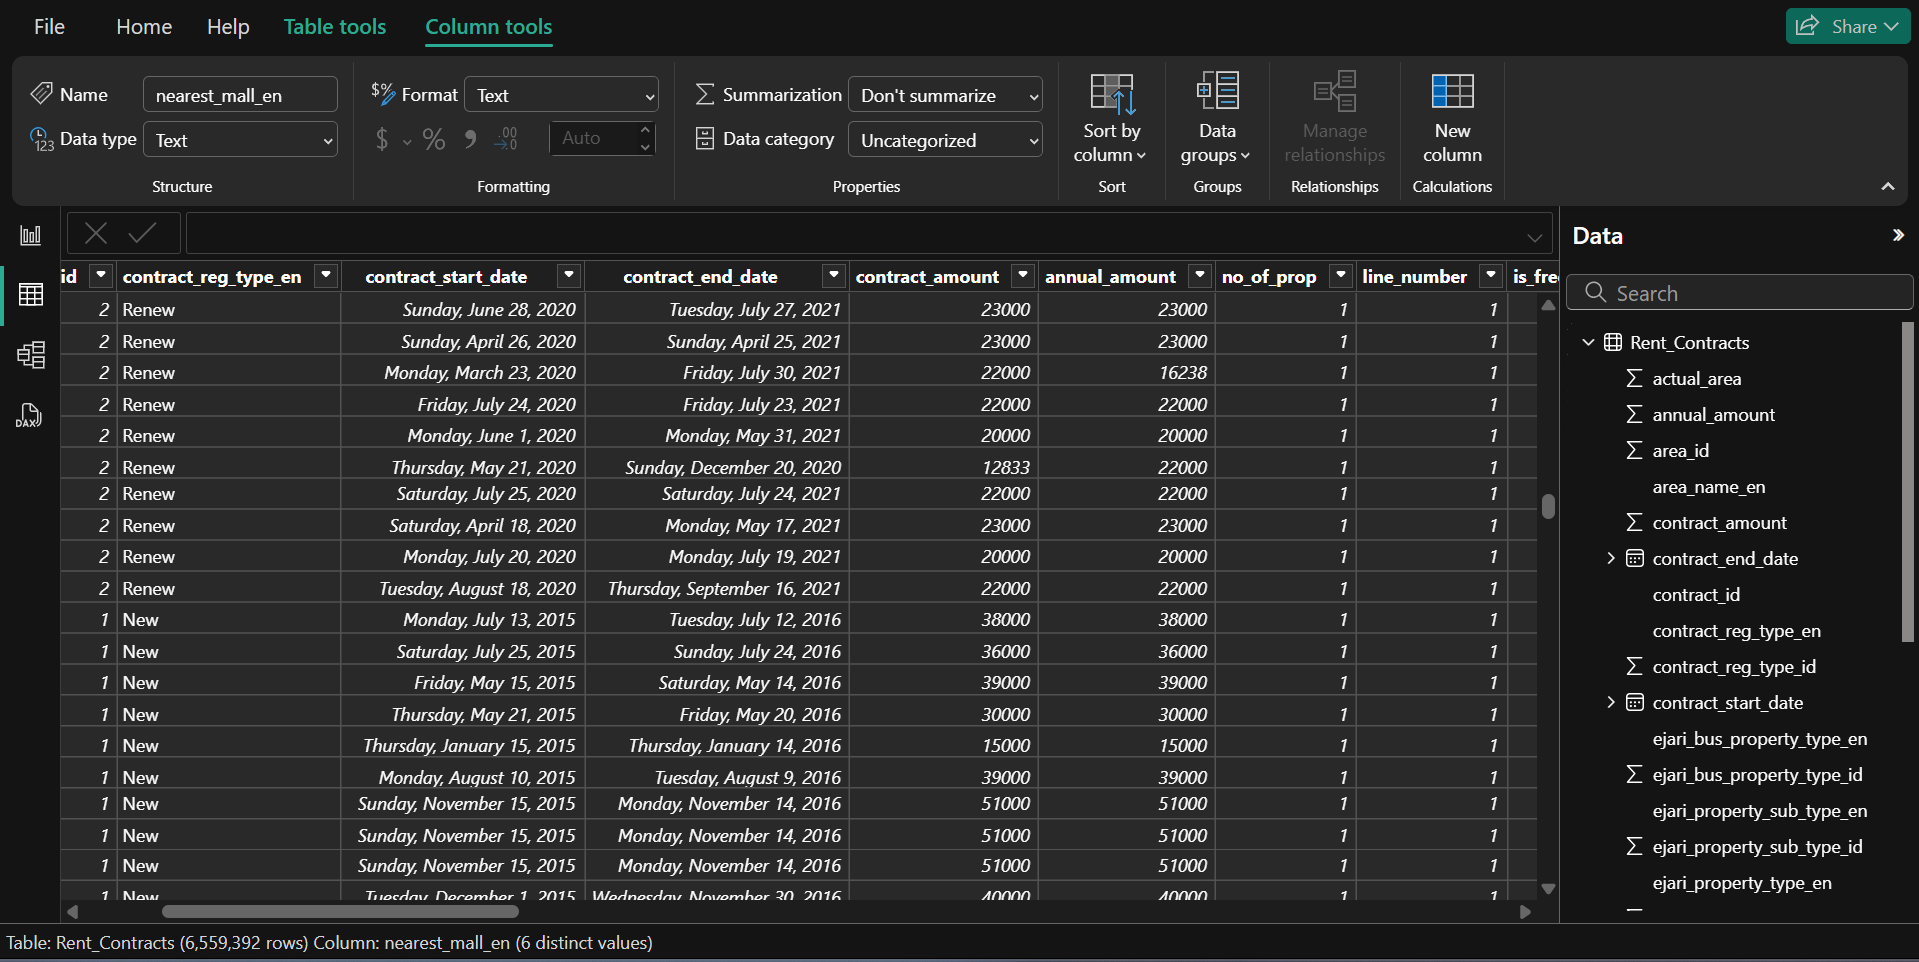 File Home Help Table tools Column tools Share
Name nearest_mall_en
Data type Text
Structure
Format Text
$ % , .00 Auto
Formatting
Summarization Don't summarize
Data category Uncategorized
Properties
Sort by column
Sort
Data groups
Groups
Manage relationships
Relationships
New column
Calculations
id contract_reg_type_en contract_start_date contract_end_date contract_amount annual_amount no_of_prop line_number is_fre
2 Renew Sunday, June 28, 2020 Tuesday, July 27, 2021 23000 23000 1 1
2 Renew Sunday, April 26, 2020 Sunday, April 25, 2021 23000 23000 1 1
2 Renew Monday, March 23, 2020 Friday, July 30, 2021 22000 16238 1 1
2 Renew Friday, July 24, 2020 Friday, July 23, 2021 22000 22000 1 1
2 Renew Monday, June 1, 2020 Monday, May 31, 2021 20000 20000 1 1
2 Renew Thursday, May 21, 2020 Sunday, December 20, 2020 12833 22000 1 1
2 Renew Saturday, July 25, 2020 Saturday, July 24, 2021 22000 22000 1 1
2 Renew Saturday, April 18, 2020 Monday, May 17, 2021 23000 23000 1 1
2 Renew Monday, July 20, 2020 Monday, July 19, 2021 20000 20000 1 1
2 Renew Tuesday, August 18, 2020 Thursday, September 16, 2021 22000 22000 1 1
1 New Monday, July 13, 2015 Tuesday, July 12, 2016 38000 38000 1 1
1 New Saturday, July 25, 2015 Sunday, July 24, 2016 36000 36000 1 1
1 New Friday, May 15, 2015 Saturday, May 14, 2016 39000 39000 1 1
1 New Thursday, May 21, 2015 Friday, May 20, 2016 30000 30000 1 1
1 New Thursday, January 15, 2015 Thursday, January 14, 2016 15000 15000 1 1
1 New Monday, August 10, 2015 Tuesday, August 9, 2016 39000 39000 1 1
1 New Sunday, November 15, 2015 Monday, November 14, 2016 51000 51000 1 1
1 New Sunday, November 15, 2015 Monday, November 14, 2016 51000 51000 1 1
1 New Sunday, November 15, 2015 Monday, November 14, 2016 51000 51000 1 1
1 New Tuesday, December 1, 2015 Wednesday, November 30, 2016 40000 40000 1 1
DAX
Data
Search
Rent_Contracts
actual_area
annual_amount
area_id
area_name_en
contract_amount
contract_end_date
contract_id
contract_reg_type_en
contract_reg_type_id
contract_start_date
ejari_bus_property_type_en
ejari_bus_property_type_id
ejari_property_sub_type_en
ejari_property_sub_type_id
ejari_property_type_en
Table: Rent_Contracts (6,559,392 rows) Column: nearest_mall_en (6 distinct values)